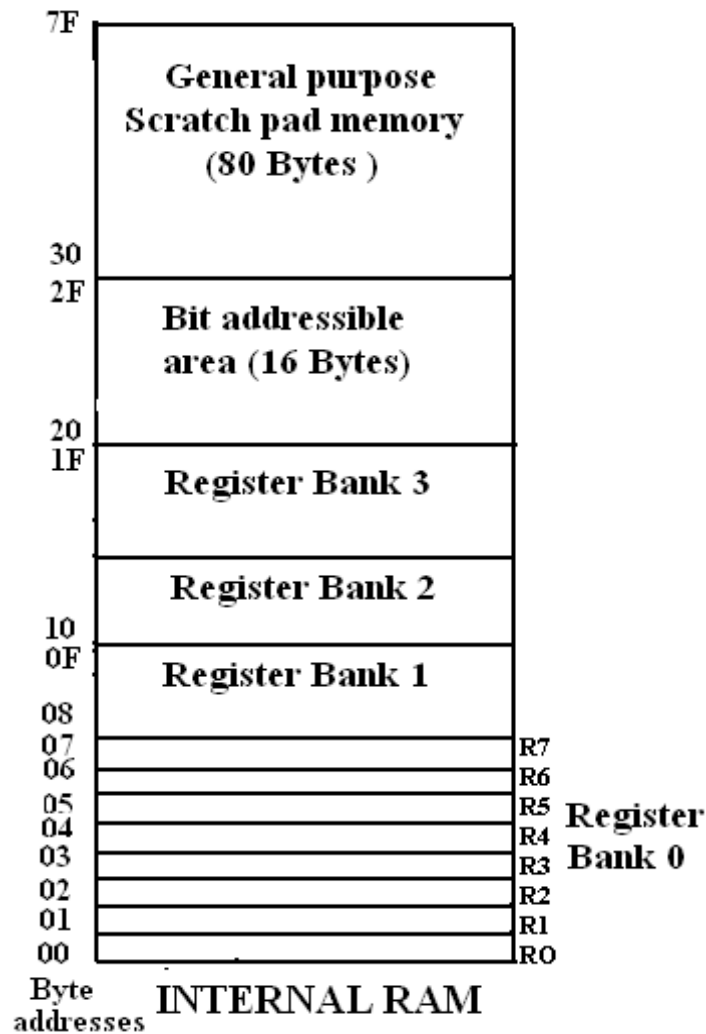 7F
General purpose
Scratch pad memory
(80 Bytes )
30
2F
Bit addressible
area (16 Bytes)
20
1F
Register Bank 3
Register Bank 2
10
0F
Register Bank 1
08
07
R7
06
R6
05
R5
04
R4
03
R3
02
R2
01
R1
00
RO
Register
Bank 0
Byte
addresses
INTERNAL RAM